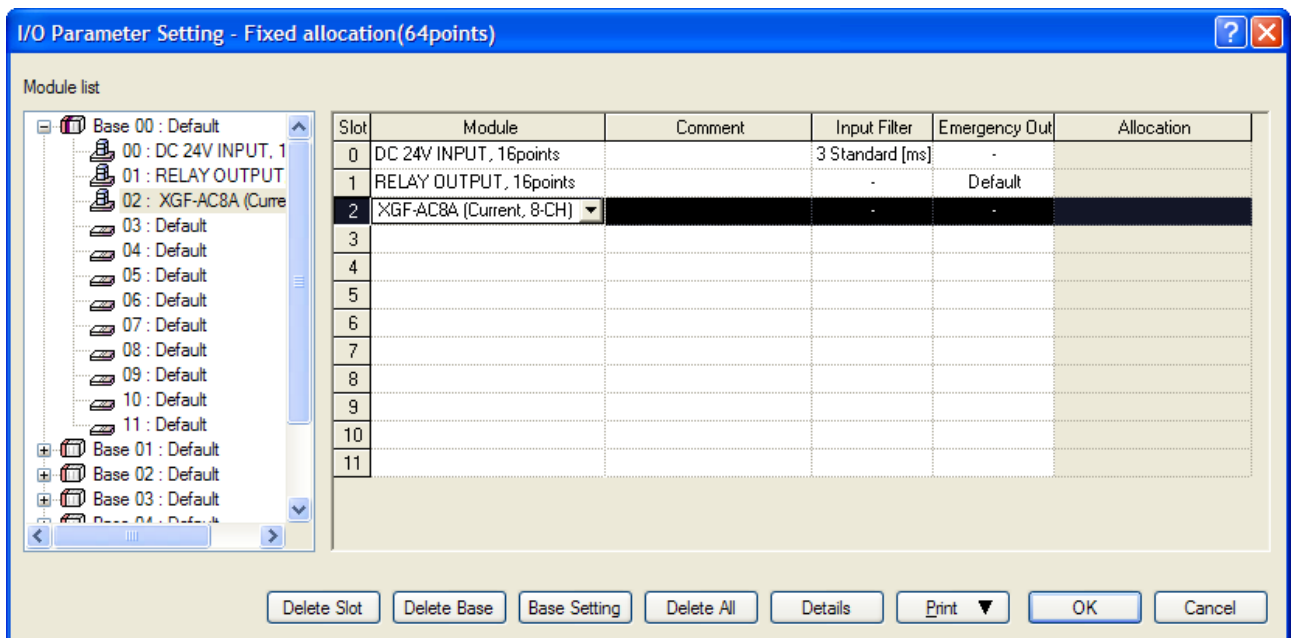 I/O Parameter Setting - Fixed allocation(64points)
Module list
Base 00 : Default
00 : DC 24V INPUT, 1
01 : RELAY OUTPUT
02 : XGF-AC8A (Curre
03 : Default
04 : Default
05 : Default
06 : Default
07 : Default
08 : Default
09 : Default
10 : Default
11 : Default
Base 01 : Default
Base 02 : Default
Base 03 : Default
Base 04 : Default
Slot Module Comment Input Filter Emergency Out Allocation
0 DC 24V INPUT, 16points 3 Standard [ms] -
1 RELAY OUTPUT, 16points - Default
2 XGF-AC8A (Current, 8-CH) - -
3
4
5
6
7
8
9
10
11
Delete Slot Delete Base Base Setting Delete All Details Print ▼ OK Cancel